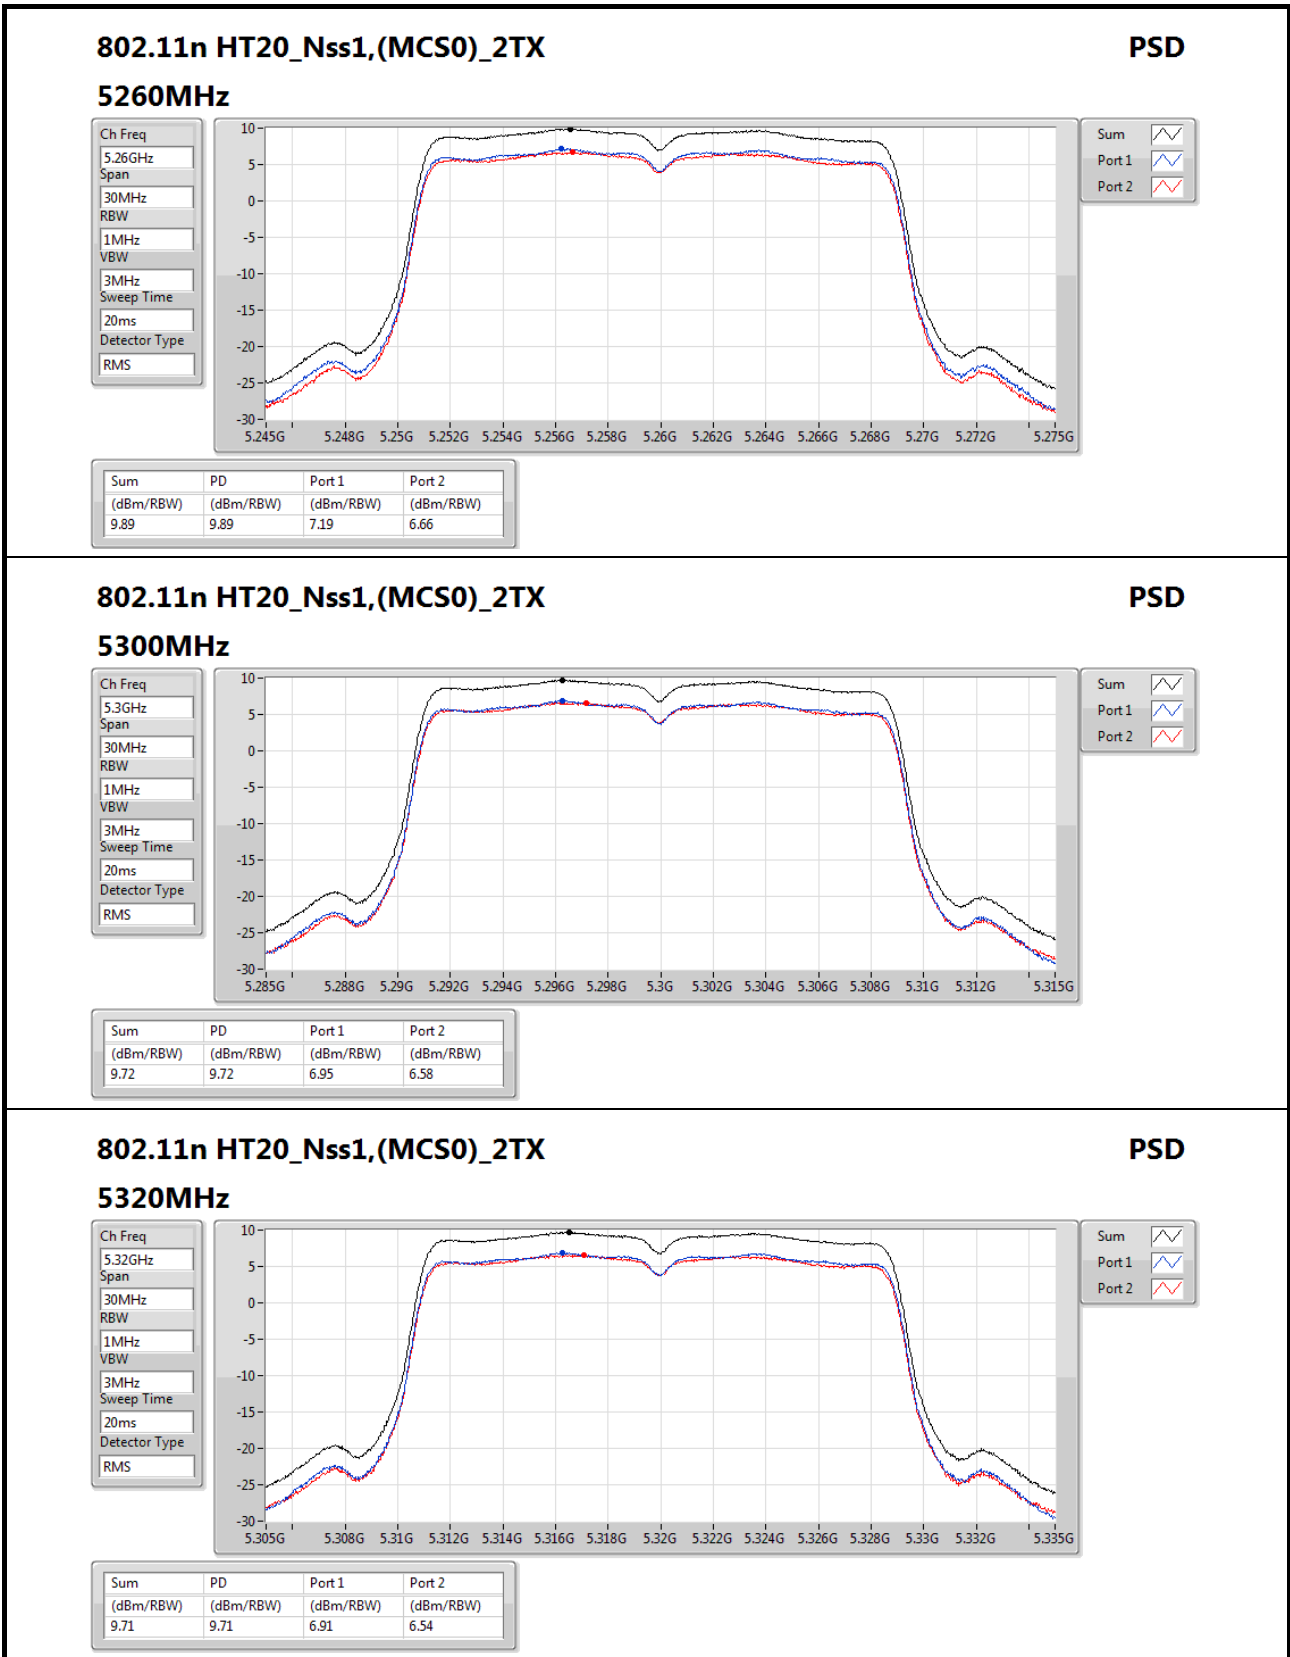 802.11n HT20_Nss1,(MCS0)_2TX PSD
5260MHz
Ch Freq
5.26GHz
Span
30MHz
RBW
1MHz
VBW
3MHz
Sweep Time
20ms
Detector Type
RMS
10
5
0
-5
-10
-15
-20
-25
-30
5.245G 5.248G 5.25G 5.252G 5.254G 5.256G 5.258G 5.26G 5.262G 5.264G 5.266G 5.268G 5.27G 5.272G 5.275G
Sum
Port 1
Port 2
Sum PD Port 1 Port 2
(dBm/RBW) (dBm/RBW) (dBm/RBW) (dBm/RBW)
9.89 9.89 7.19 6.66
802.11n HT20_Nss1,(MCS0)_2TX PSD
5300MHz
Ch Freq
5.3GHz
Span
30MHz
RBW
1MHz
VBW
3MHz
Sweep Time
20ms
Detector Type
RMS
10
5
0
-5
-10
-15
-20
-25
-30
5.285G 5.288G 5.29G 5.292G 5.294G 5.296G 5.298G 5.3G 5.302G 5.304G 5.306G 5.308G 5.31G 5.312G 5.315G
Sum
Port 1
Port 2
Sum PD Port 1 Port 2
(dBm/RBW) (dBm/RBW) (dBm/RBW) (dBm/RBW)
9.72 9.72 6.95 6.58
802.11n HT20_Nss1,(MCS0)_2TX PSD
5320MHz
Ch Freq
5.32GHz
Span
30MHz
RBW
1MHz
VBW
3MHz
Sweep Time
20ms
Detector Type
RMS
10
5
0
-5
-10
-15
-20
-25
-30
5.305G 5.308G 5.31G 5.312G 5.314G 5.316G 5.318G 5.32G 5.322G 5.324G 5.326G 5.328G 5.33G 5.332G 5.335G
Sum
Port 1
Port 2
Sum PD Port 1 Port 2
(dBm/RBW) (dBm/RBW) (dBm/RBW) (dBm/RBW)
9.71 9.71 6.91 6.54